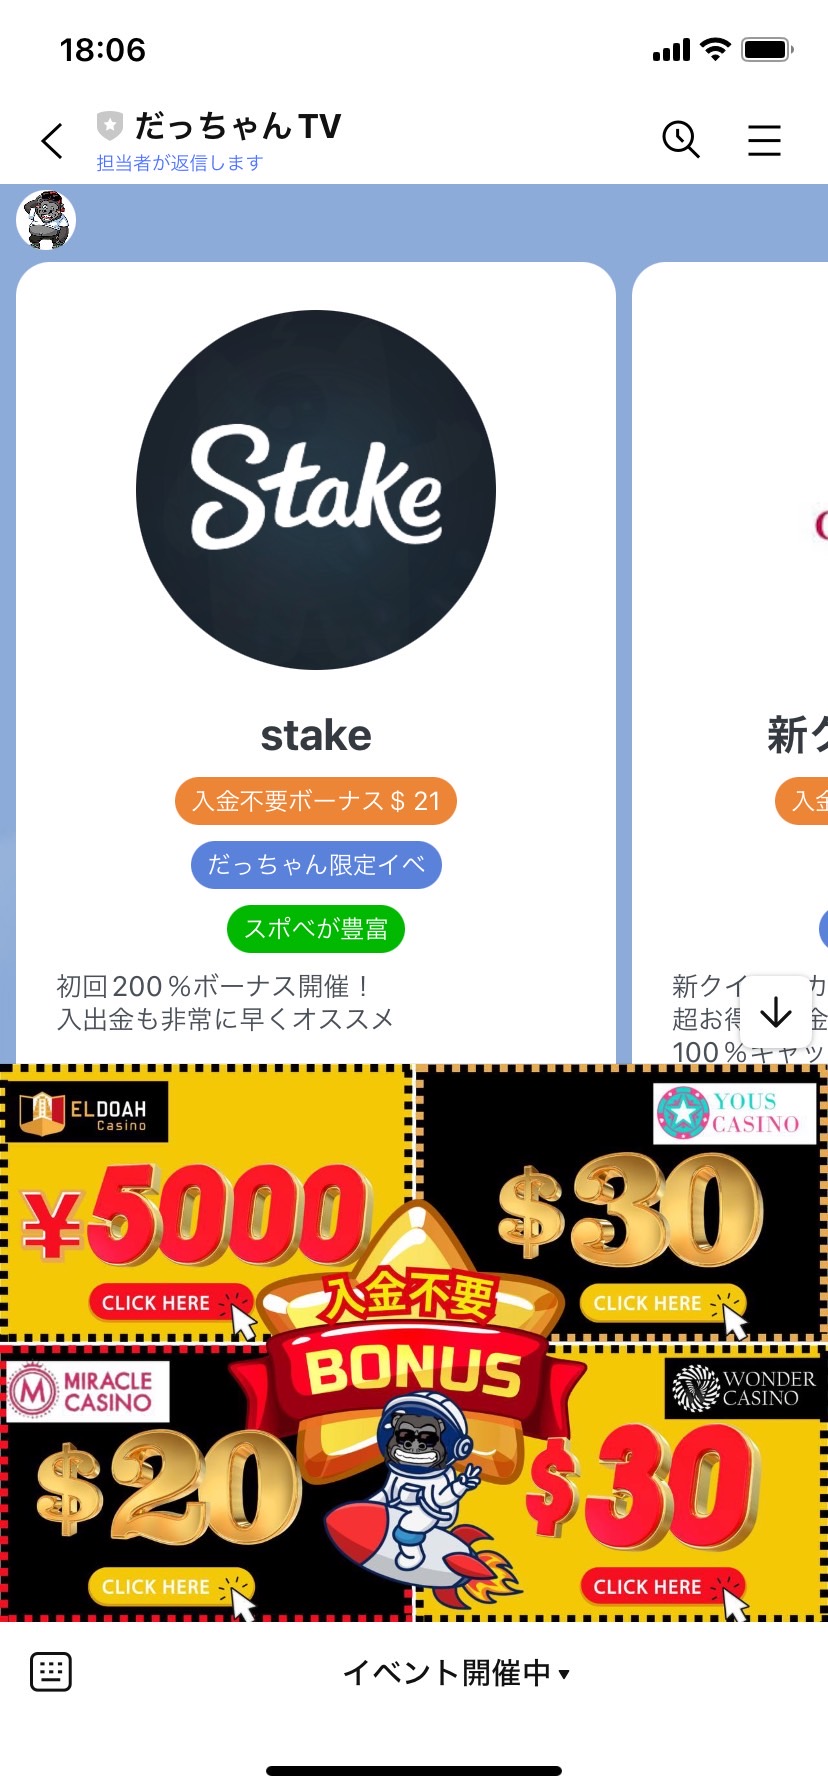 18:06
だっちゃんTV
担当者が返信します
Stake
stake
入金不要ボーナス$ 21
だっちゃん限定イベ
スポベが豊富
初回200%ボーナス開催！
入出金も非常に早くオススメ
新ク
入金
新クイ
カ
超お得
金
100%キャッ
ELDOAH
Casino
¥5000
CLICK HERE
YOUS
CASINO
$30
CLICK HERE
入金不要
BONUS
MIRACLE
CASINO
$20
CLICK HERE
WONDER
CASINO
$30
CLICK HERE
イベント開催中▼